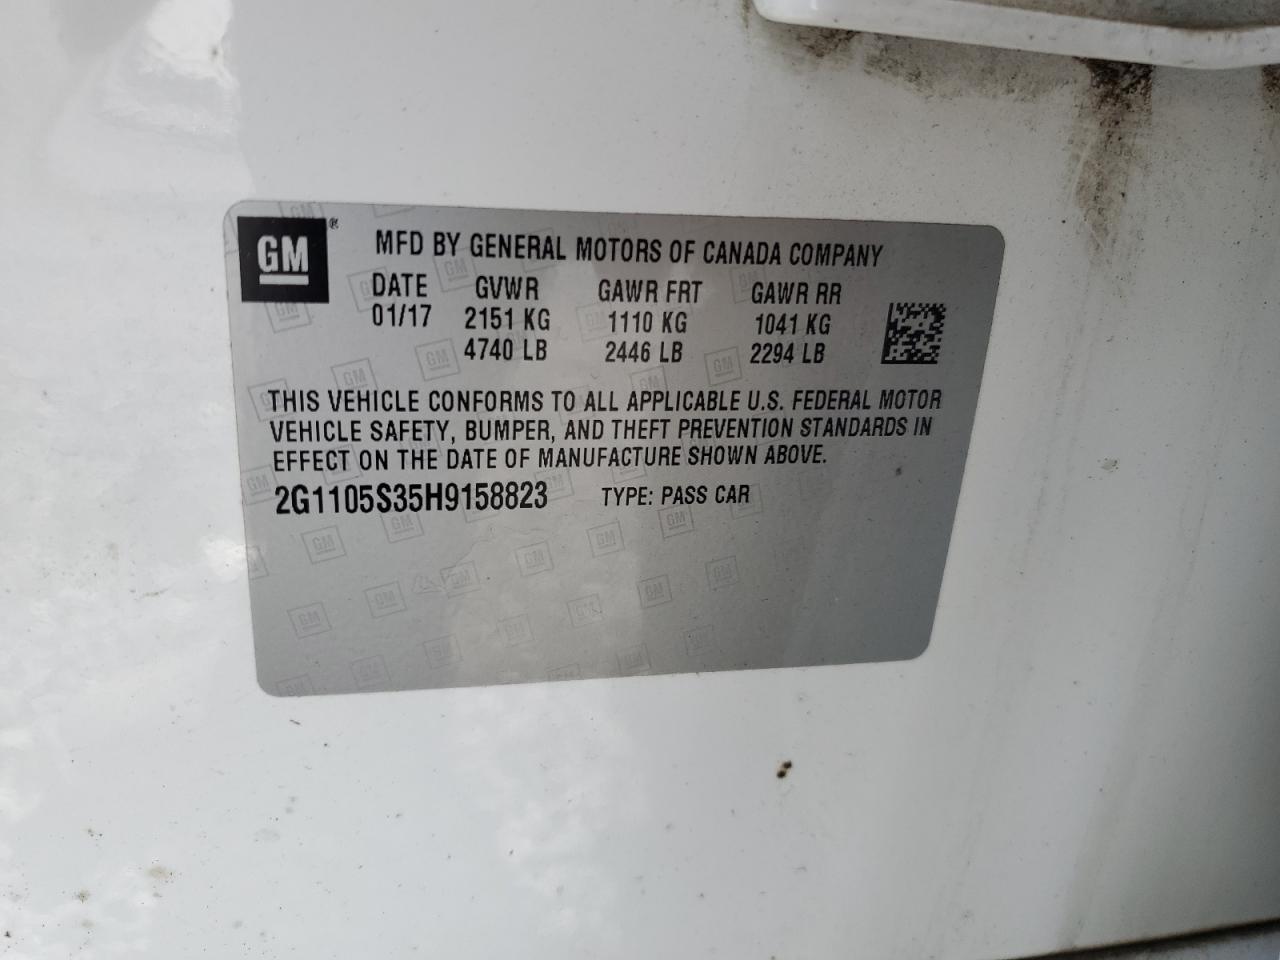 GM®
MFD BY GENERAL MOTORS OF CANADA COMPANY
DATE GVWR GAWR FRT GAWR RR
01/17 2151 KG 1110 KG 1041 KG
4740 LB 2446 LB 2294 LB
THIS VEHICLE CONFORMS TO ALL APPLICABLE U.S. FEDERAL MOTOR
VEHICLE SAFETY, BUMPER, AND THEFT PREVENTION STANDARDS IN
EFFECT ON THE DATE OF MANUFACTURE SHOWN ABOVE.
2G1105S35H9158823 TYPE: PASS CAR